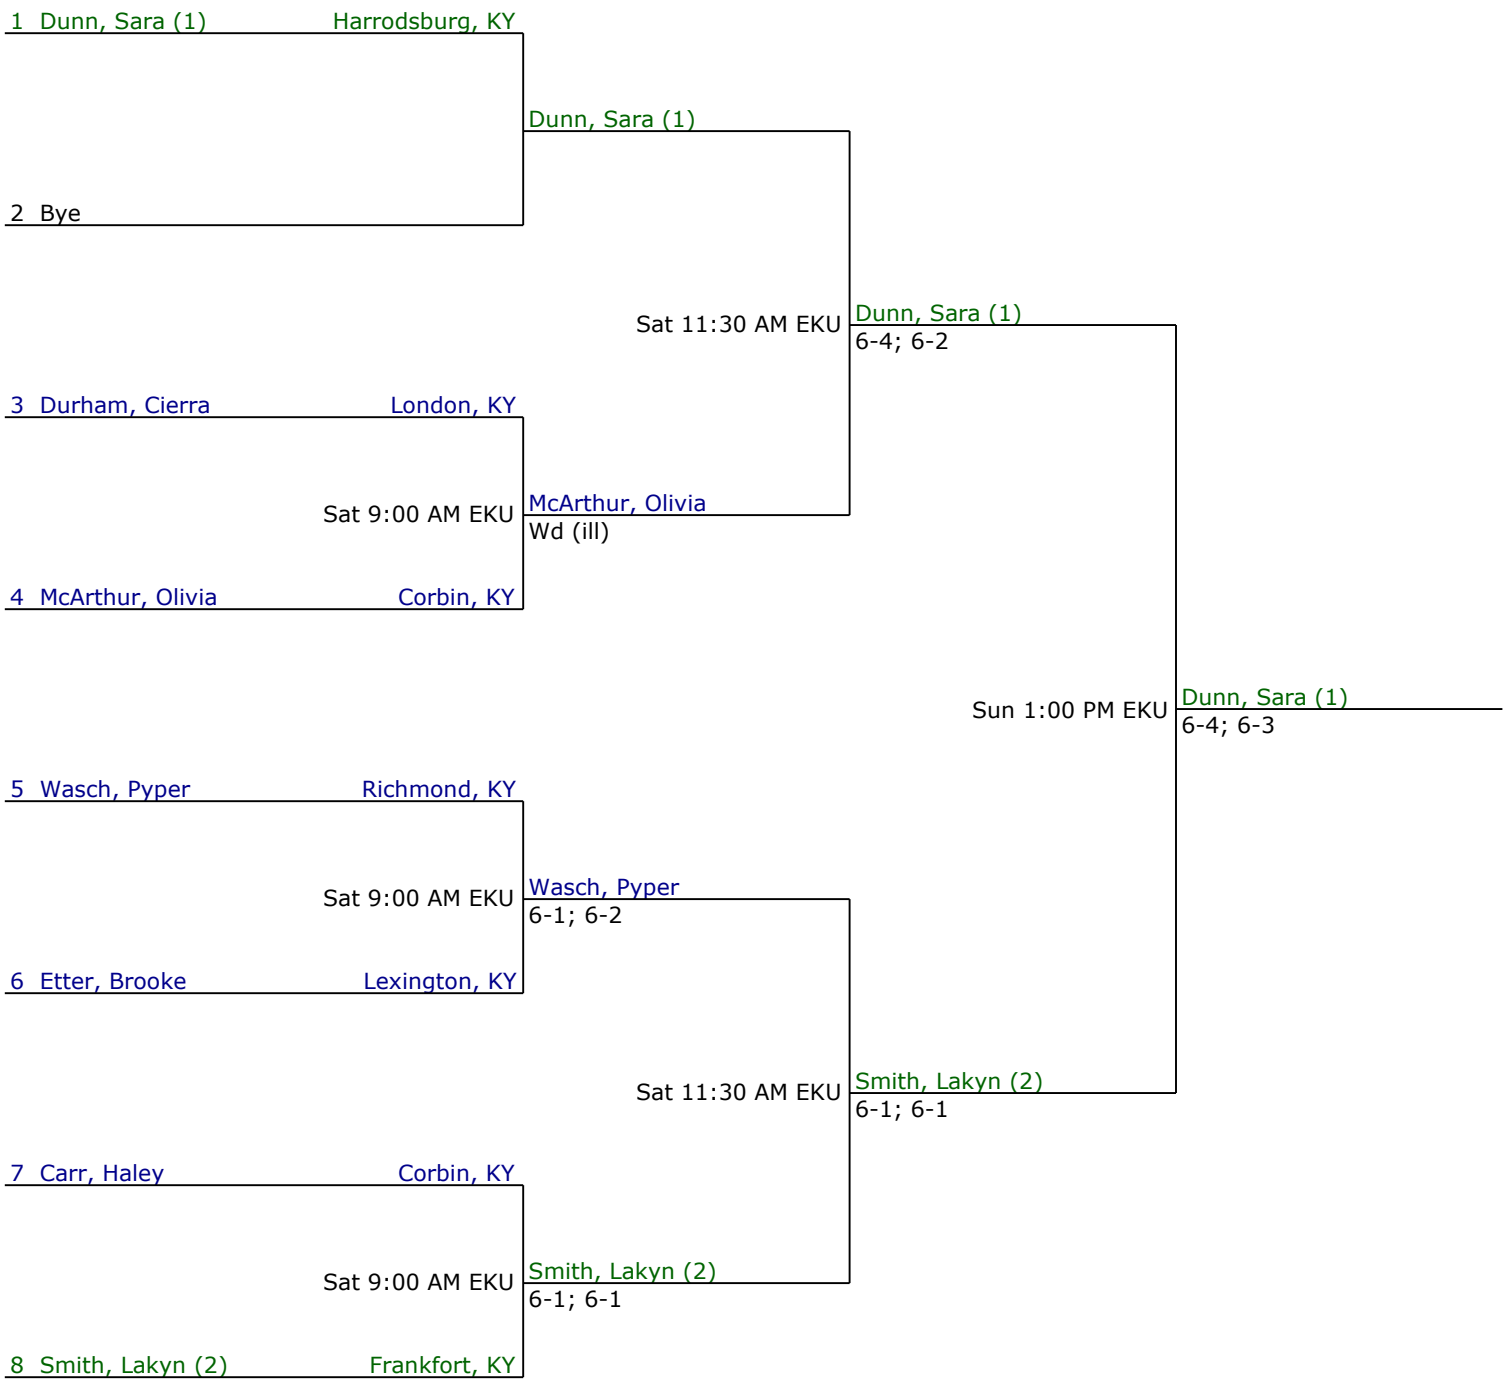 1 Dunn, Sara (1) Harrodsburg, KY
Dunn, Sara (1)
2 Bye
Sat 11:30 AM EKU
Dunn, Sara (1)
6-4; 6-2
3 Durham, Cierra London, KY
Sat 9:00 AM EKU
McArthur, Olivia
Wd (ill)
4 McArthur, Olivia Corbin, KY
Sun 1:00 PM EKU
Dunn, Sara (1)
6-4; 6-3
5 Wasch, Pyper Richmond, KY
Sat 9:00 AM EKU
Wasch, Pyper
6-1; 6-2
6 Etter, Brooke Lexington, KY
Sat 11:30 AM EKU
Smith, Lakyn (2)
6-1; 6-1
7 Carr, Haley Corbin, KY
Sat 9:00 AM EKU
Smith, Lakyn (2)
6-1; 6-1
8 Smith, Lakyn (2) Frankfort, KY